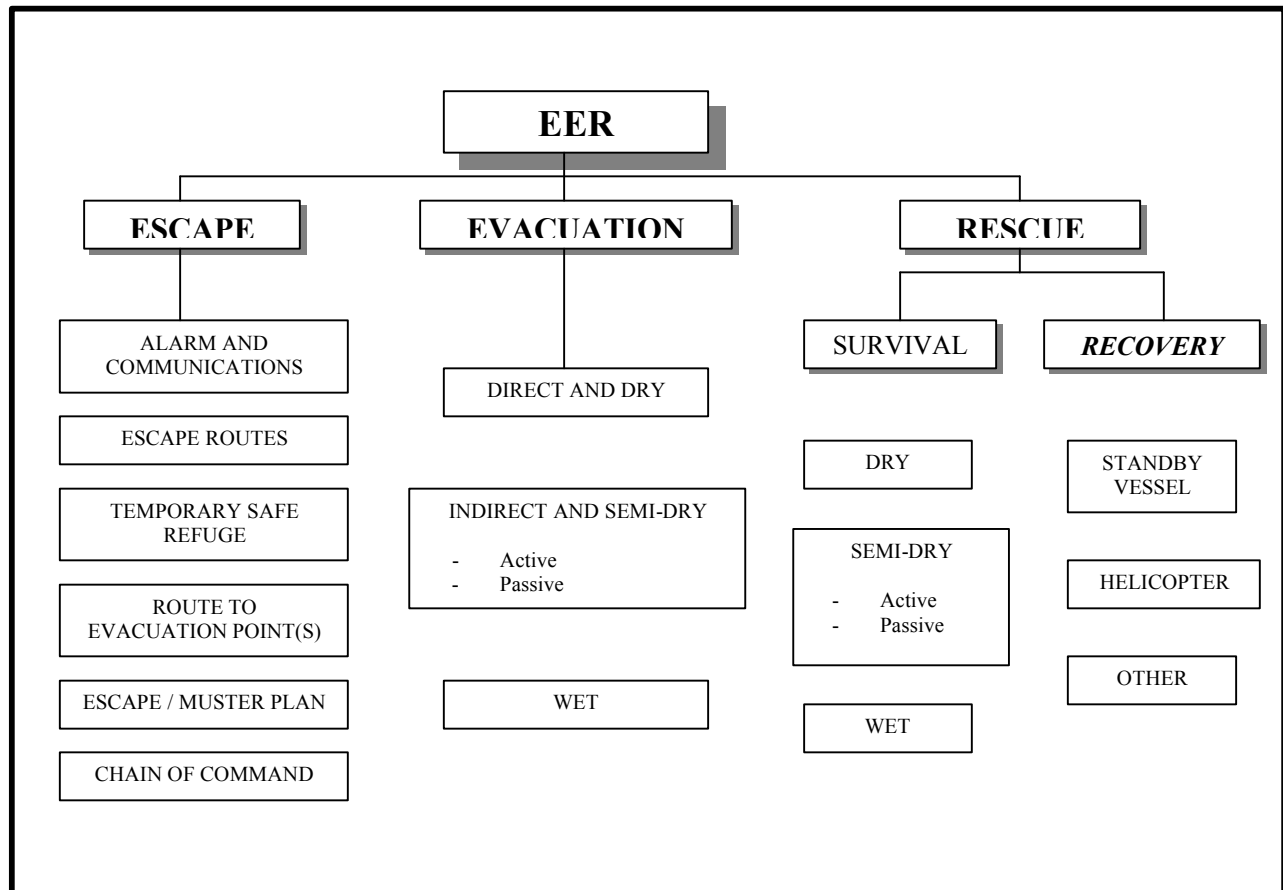 EER
ESCAPE
EVACUATION
RESCUE
ALARM AND
COMMUNICATIONS
ESCAPE ROUTES
TEMPORARY SAFE
REFUGE
ROUTE TO
EVACUATION POINT(S)
ESCAPE / MUSTER PLAN
CHAIN OF COMMAND
DIRECT AND DRY
INDIRECT AND SEMI-DRY
- Active
- Passive
WET
SURVIVAL
DRY
SEMI-DRY
- Active
- Passive
WET
RECOVERY
STANDBY
VESSEL
HELICOPTER
OTHER